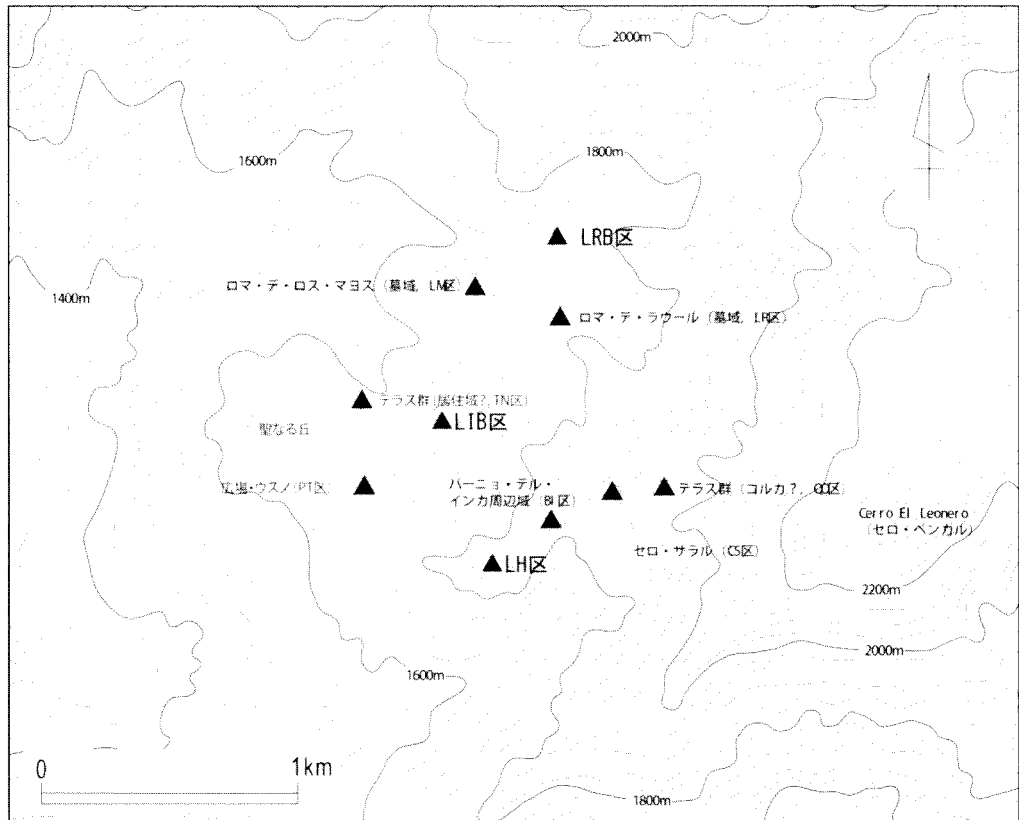 2000m
1600m
1800m
LRB区
ロマ・デ・ロス・マヨス (墓域, LM区)
1400m
ロマ・デ・ラウール (墓域, LR区)
テラス群 (居住域?, TN区)
LIB区
聖なる丘
広場・ウスノ (PT区)
バーニョ・デル・
インカ周辺域 (BI区)
テラス群 (コルカ?,
Cerro El Leonero
(セロ・ベンガル)
セロ・サラル (CS区)
LH区
2200m
2000m
1600m
0
1km
1800m